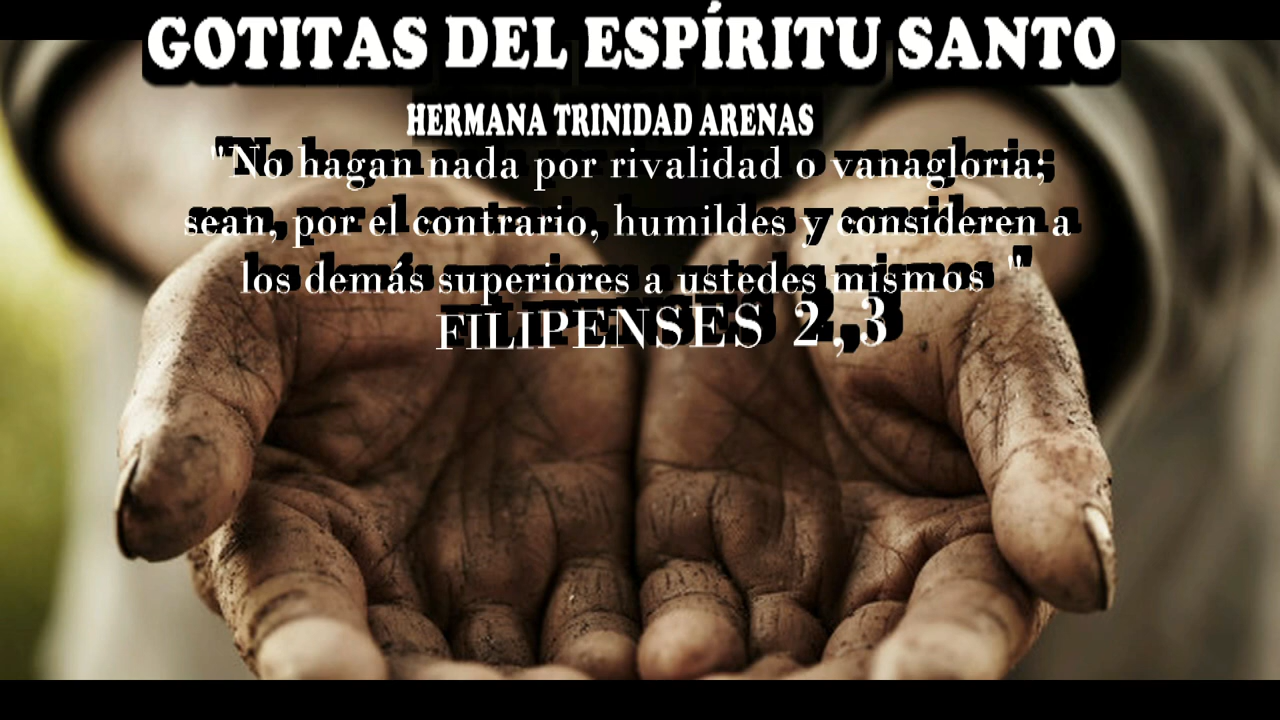 GOTITAS DEL ESPÍRITU SANTO
HERMANA TRINIDAD ARENAS
"No hagan nada por rivalidad o vanagloria;
sean, por el contrario, humildes y consideren a
los demás superiores a ustedes mismos "
FILIPENSES 2,3